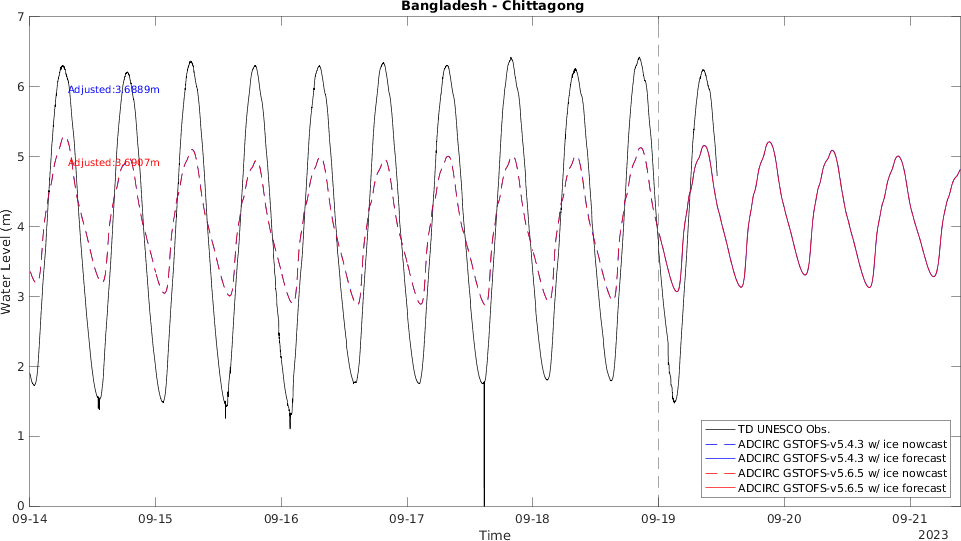 Bangladesh - Chittagong
7
6
5
4
3
2
1
0
Water Level (m)
Adjusted:3.6889m
Adjusted:3.6907m
TD UNESCO Obs.
ADCIRC GSTOFS-v5.4.3 w/ ice nowcast
ADCIRC GSTOFS-v5.4.3 w/ ice forecast
ADCIRC GSTOFS-v5.6.5 w/ ice nowcast
ADCIRC GSTOFS-v5.6.5 w/ ice forecast
09-14 09-15 09-16 09-17 09-18 09-19 09-20 09-21
Time
2023